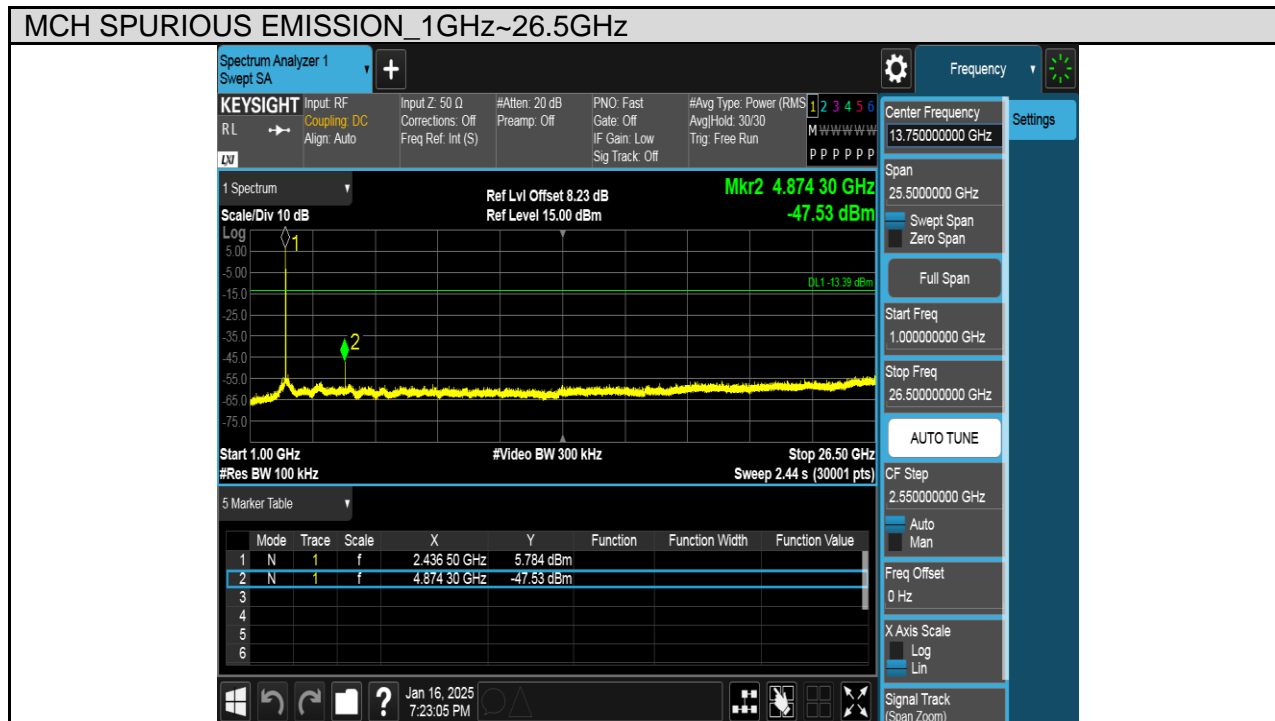 MCH SPURIOUS EMISSION_1GHz~26.5GHz
Spectrum Analyzer 1
Swept SA
+
Frequency
KEYSIGHT
RL
LXI
Input: RF
Coupling: DC
Align: Auto
Input Z: 50 Ω
Corrections: Off
Freq Ref: Int (S)
#Atten: 20 dB
Preamp: Off
PNO: Fast
Gate: Off
IF Gain: Low
Sig Track: Off
#Avg Type: Power (RMS
Avg|Hold: 30/30
Trig: Free Run
1 2 3 4 5 6
M W W W W W
P P P P P P
Center Frequency
13.750000000 GHz
Settings
Span
25.5000000 GHz
Swept Span
Zero Span
Full Span
Start Freq
1.000000000 GHz
Stop Freq
26.500000000 GHz
AUTO TUNE
CF Step
2.550000000 GHz
Auto
Man
Freq Offset
0 Hz
X Axis Scale
Log
Lin
Signal Track
(Span Zoom)
1 Spectrum
Scale/Div 10 dB
Ref Lvl Offset 8.23 dB
Ref Level 15.00 dBm
Mkr2 4.874 30 GHz
-47.53 dBm
Log
5.00
-5.00
-15.0
-25.0
-35.0
-45.0
-55.0
-65.0
-75.0
1
2
DL1 -13.39 dBm
Start 1.00 GHz
#Res BW 100 kHz
#Video BW 300 kHz
Stop 26.50 GHz
Sweep 2.44 s (30001 pts)
5 Marker Table
Mode Trace Scale X Y Function Function Width Function Value
1 N 1 f 2.436 50 GHz 5.784 dBm
2 N 1 f 4.874 30 GHz -47.53 dBm
3
4
5
6
?
Jan 16, 2025
7:23:05 PM